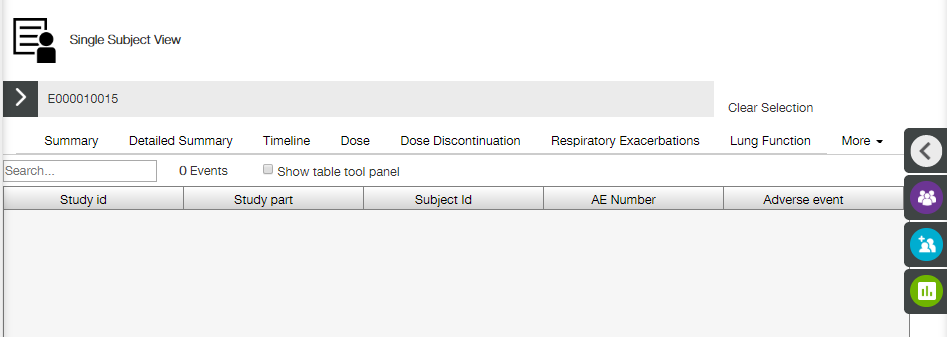 Single Subject View
E000010015
Clear Selection
Summary Detailed Summary Timeline Dose Dose Discontinuation Respiratory Exacerbations Lung Function More
Search... 0 Events Show table tool panel
Study id Study part Subject Id AE Number Adverse event